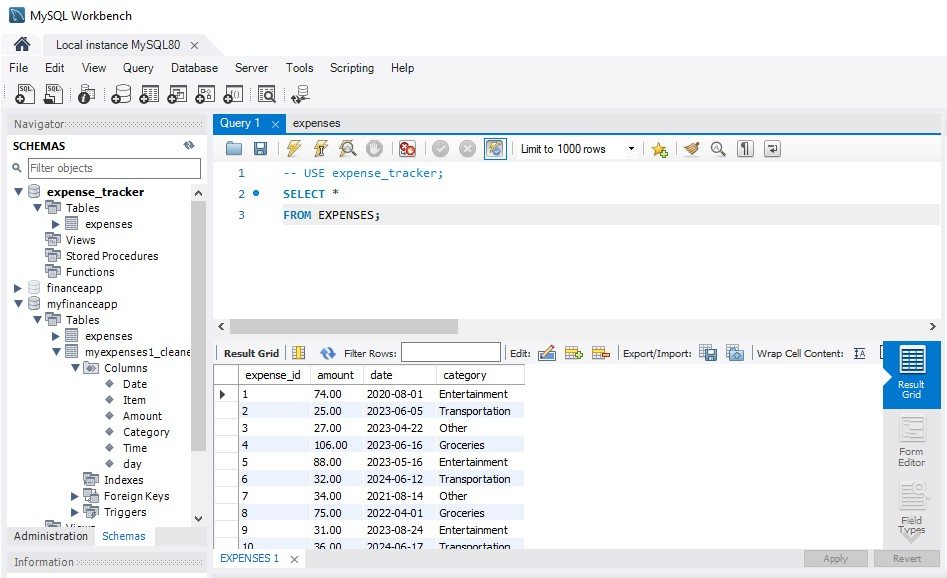 MySQL Workbench
Local instance MySQL80
File Edit View Query Database Server Tools Scripting Help
Navigator
SCHEMAS
Filter objects
expense_tracker
Tables
expenses
Views
Stored Procedures
Functions
financeapp
myfinanceapp
Tables
expenses
myexpenses1_cleane
Columns
Date
Item
Amount
Category
Time
day
Indexes
Foreign Keys
Triggers
Views
Administration Schemas
Information
Query 1 expenses
Limit to 1000 rows
1 -- USE expense_tracker;
2 SELECT *
3 FROM EXPENSES;
Result Grid Filter Rows: Edit: Export/Import: Wrap Cell Content: IA
expense_id amount date category
1 74.00 2020-08-01 Entertainment
2 25.00 2023-06-05 Transportation
3 27.00 2023-04-22 Other
4 106.00 2023-06-16 Groceries
5 88.00 2023-05-16 Entertainment
6 32.00 2024-06-12 Transportation
7 34.00 2021-08-14 Other
8 75.00 2022-04-01 Groceries
9 31.00 2023-08-24 Entertainment
10 36.00 2024-06-17 Transportation
Result
Grid
Form
Editor
Field
Types
EXPENSES 1
Apply Revert